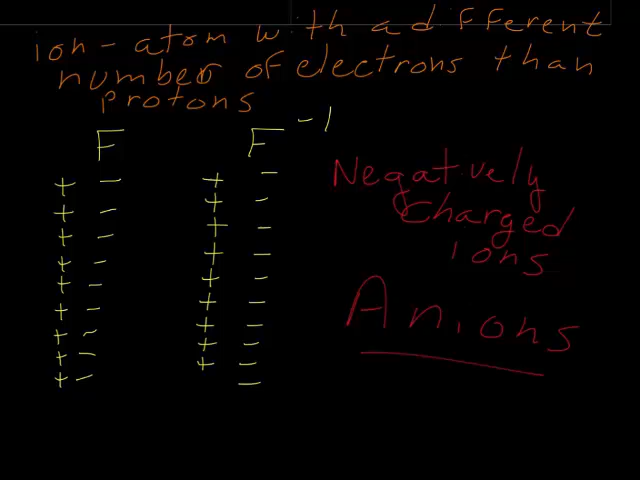 ion - atom with a different
number of electrons than
protons
F F -1
+ - + -
+ - + -
+ - + -
+ - + -
+ - + -
+ - + -
+ - + -
+ - + -
+ - + -
-
Negatively
Charged
ions
Anions